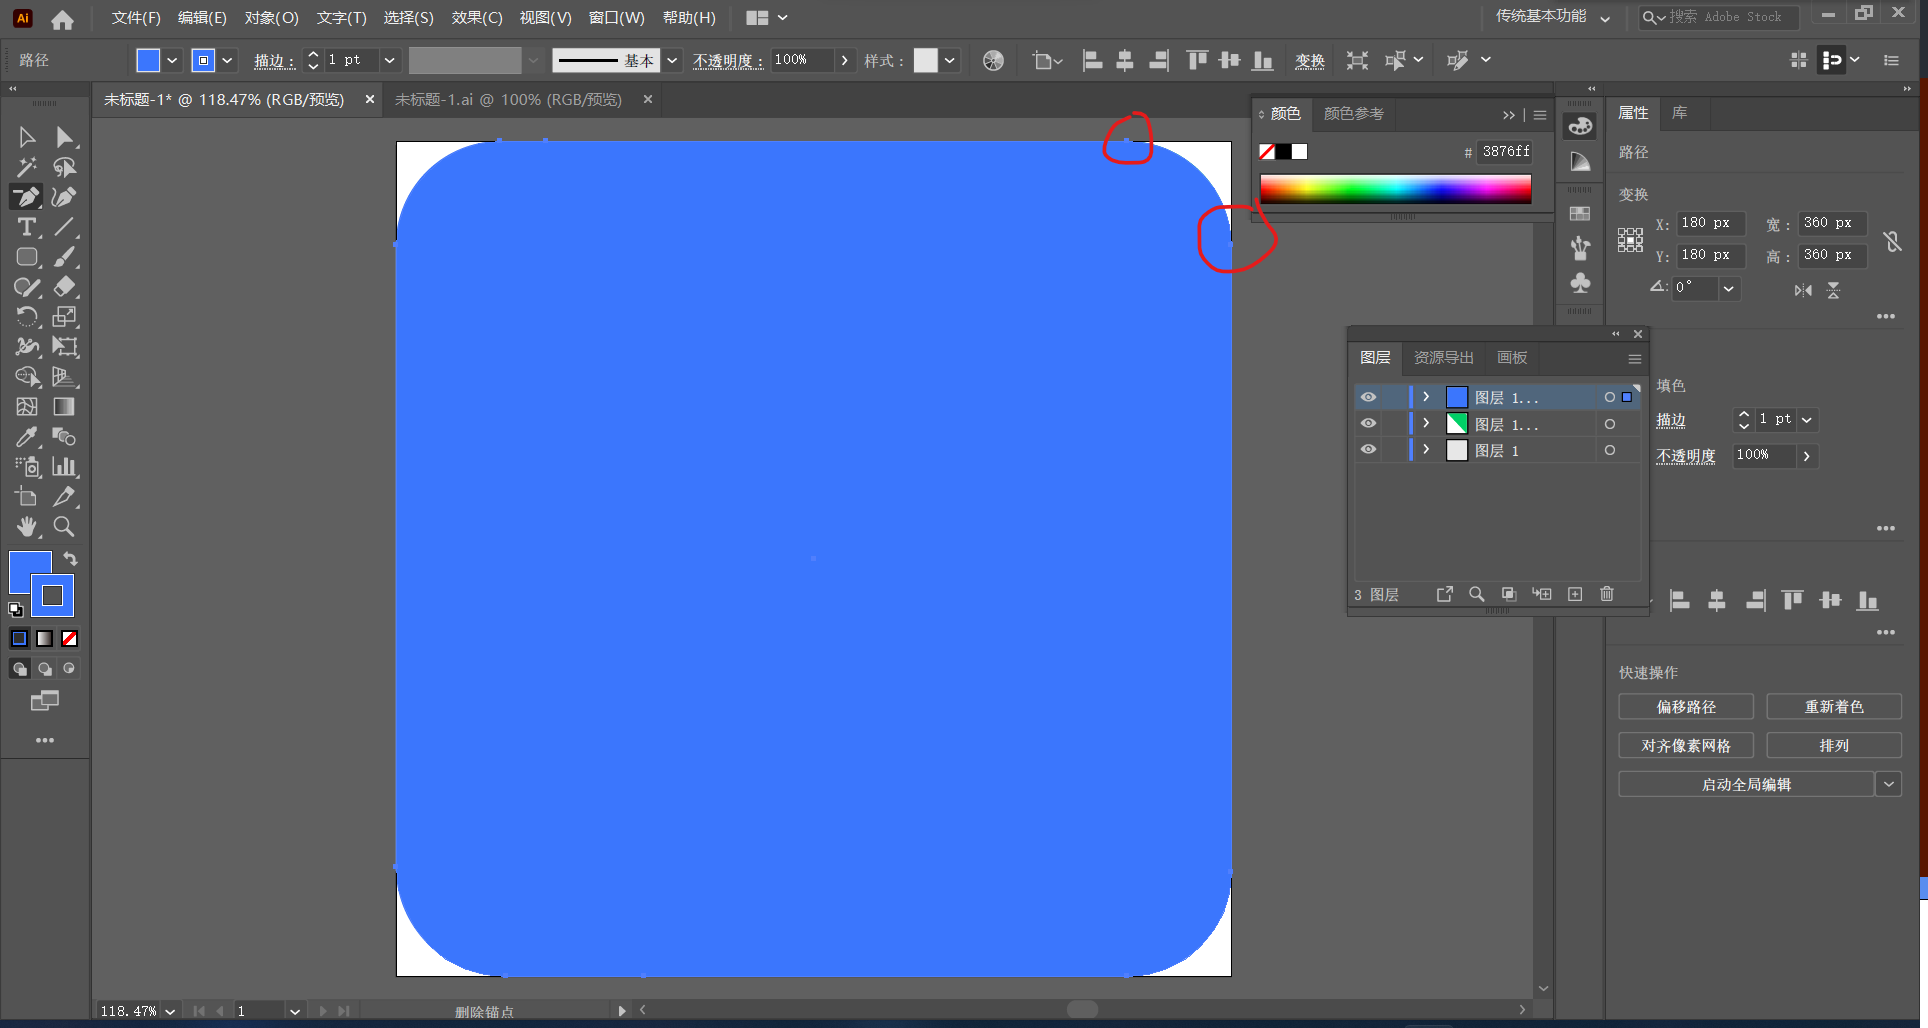 Ai 文件(F) 编辑(E) 对象(O) 文字(T) 选择(S) 效果(C) 视图(V) 窗口(W) 帮助(H) 传统基本功能 搜索 Adobe Stock
路径 描边： 1 pt 基本 不透明度： 100% 样式： 变换
未标题-1* @ 118.47% (RGB/预览) × 未标题-1.ai @ 100% (RGB/预览) ×
颜色 颜色参考
# 3876ff
属性 库
路径
变换
X: 180 px 宽： 360 px
Y: 180 px 高： 360 px
0°
图层 资源导出 画板
图层 1...
图层 1...
图层 1
3 图层
填色
描边 1 pt
不透明度 100%
快速操作
偏移路径 重新着色
对齐像素网格 排列
启动全局编辑
118.47% 1 删除锚点